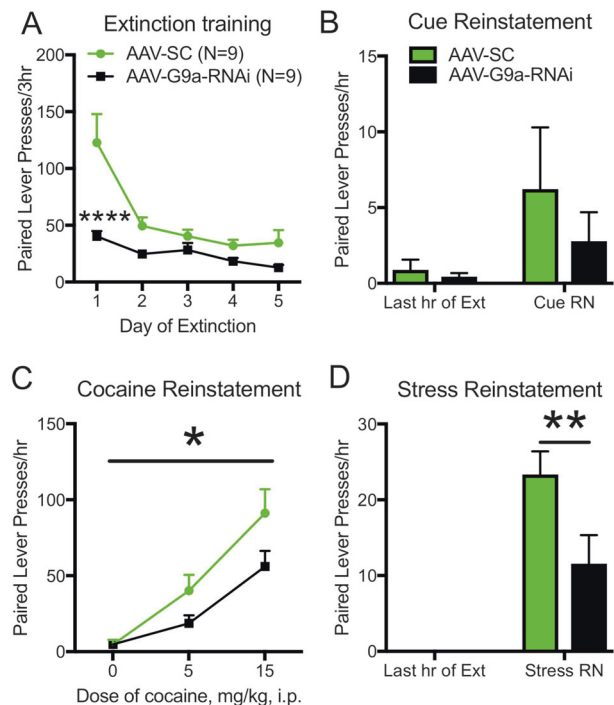 A
Extinction training
AAV-SC (N=9)
AAV-G9a-RNAi (N=9)
Paired Lever Presses/3hr
200
150
100
50
0
****
1 2 3 4 5
Day of Extinction
B
Cue Reinstatement
AAV-SC
AAV-G9a-RNAi
Paired Lever Presses/hr
15
10
5
0
Last hr of Ext Cue RN
C
Cocaine Reinstatement
Paired Lever Presses/hr
150
100
50
0
*
0 5 15
Dose of cocaine, mg/kg, i.p.
D
Stress Reinstatement
Paired Lever Presses/hr
30
20
10
0
**
Last hr of Ext Stress RN